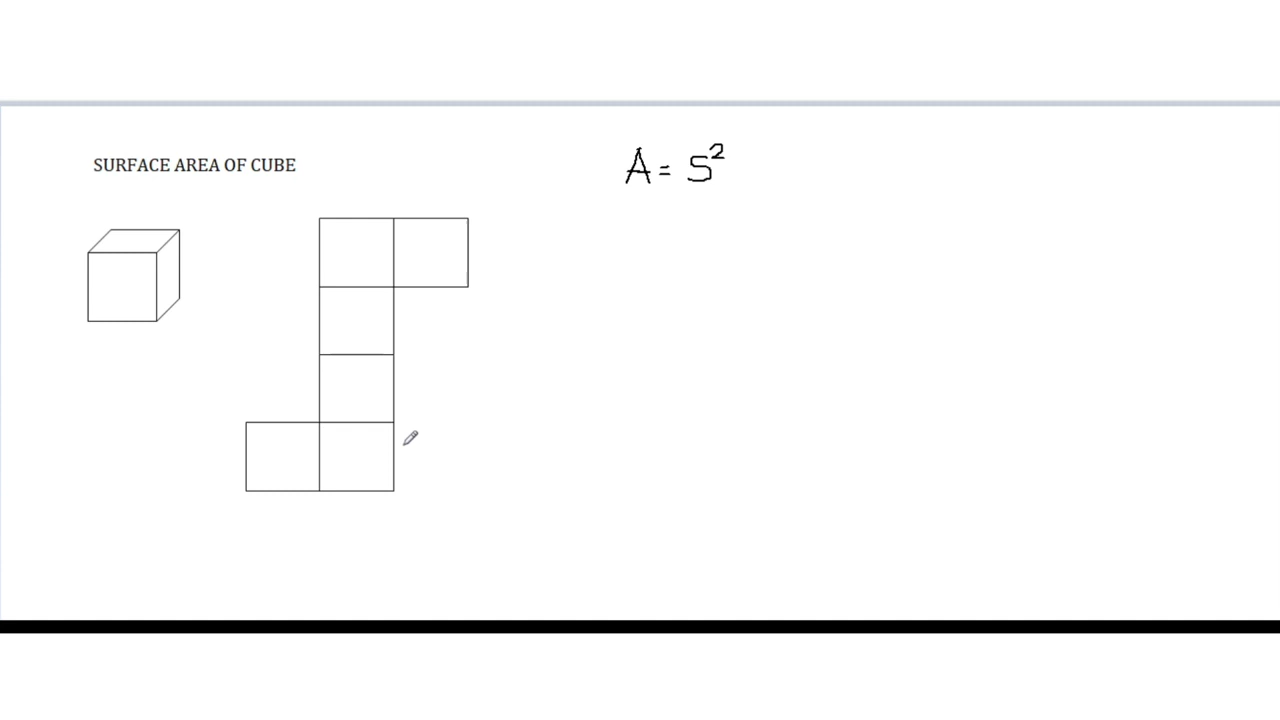 SURFACE AREA OF CUBE
A = S²